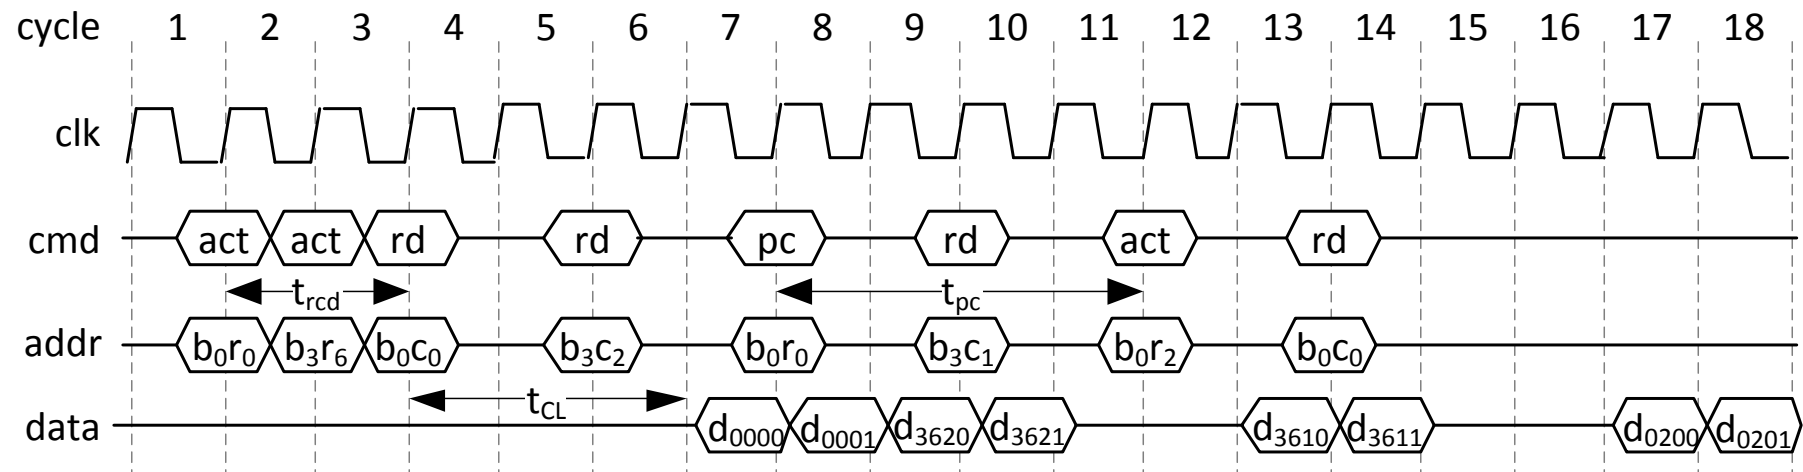 cycle 1 2 3 4 5 6 7 8 9 10 11 12 13 14 15 16 17 18
clk
cmd act act rd rd pc rd act rd
t_rcd t_pc
addr b₀r₀ b₃r₆ b₀c₀ b₃c₂ b₀r₀ b₃c₁ b₀r₂ b₀c₀
t_CL
data d₀₀₀₀ d₀₀₀₁ d₃₆₂₀ d₃₆₂₁ d₃₆₁₀ d₃₆₁₁ d₀₂₀₀ d₀₂₀₁